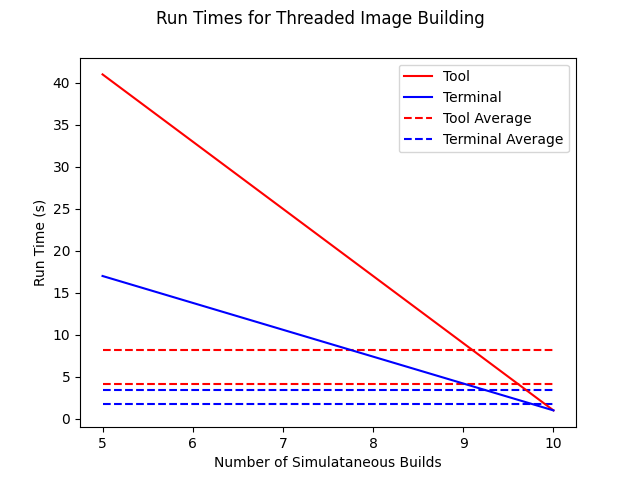 Run Times for Threaded Image Building
Tool
Terminal
Tool Average
Terminal Average
40
35
30
25
20
15
10
5
0
Run Time (s)
5 6 7 8 9 10
Number of Simulataneous Builds